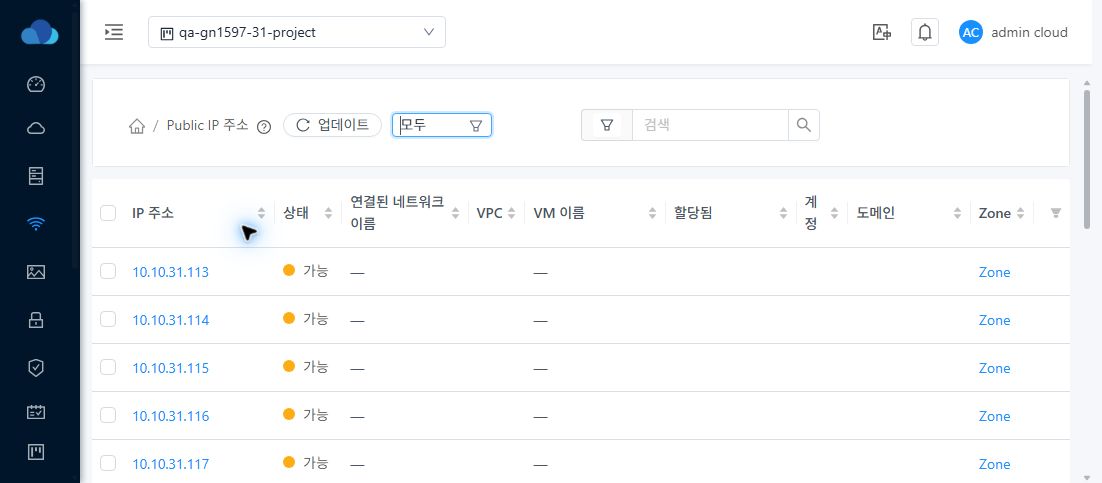 qa-gn1597-31-project
AC admin cloud
/ Public IP 주소 업데이트 모두 검색
IP 주소 상태 연결된 네트워크 이름 VPC VM 이름 할당됨 계정 도메인 Zone
10.10.31.113 가능 — — Zone
10.10.31.114 가능 — — Zone
10.10.31.115 가능 — — Zone
10.10.31.116 가능 — — Zone
10.10.31.117 가능 — — Zone